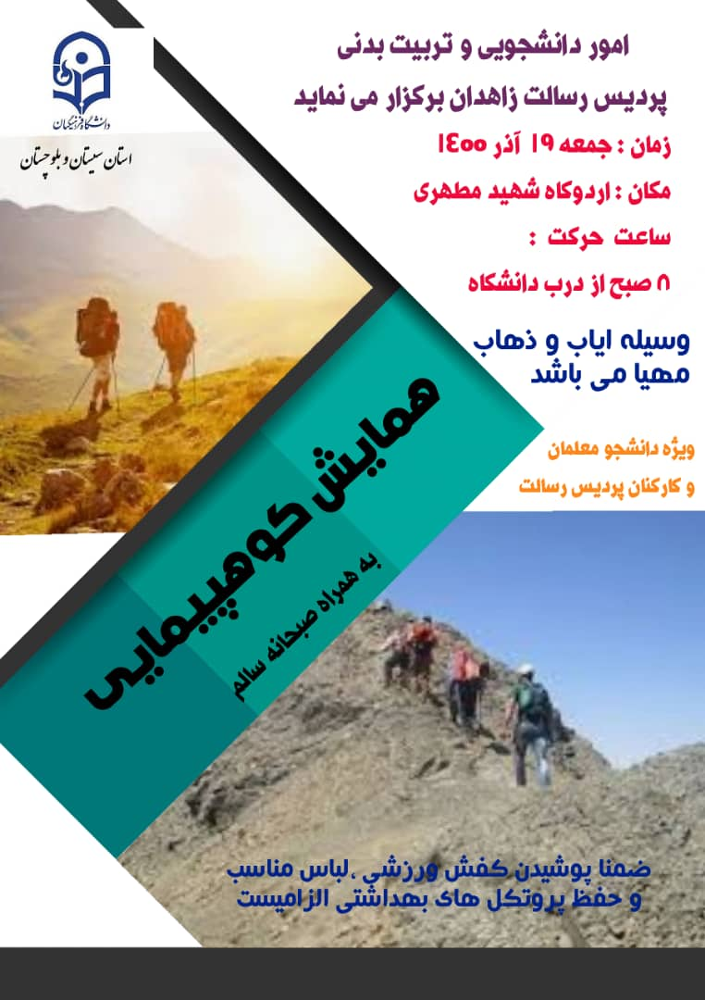 امور دانشجویی و تربیت بدنی
پردیس رسالت زاهدان برگزار می نماید
زمان : جمعه ۱۹ آذر ۱۴۰۰
مکان : اردوگاه شهید مطهری
ساعت حرکت :
۸ صبح از درب دانشگاه
وسیله ایاب و ذهاب
مهیا می باشد
ویژه دانشجو معلمان
و کارکنان پردیس رسالت
دانشگاه فرهنگیان
استان سیستان و بلوچستان
همایش کوهپیمایی
به همراه صبحانه سالم
ضمنا پوشیدن کفش ورزشی ،لباس مناسب
و حفظ پروتکل های بهداشتی الزامیست